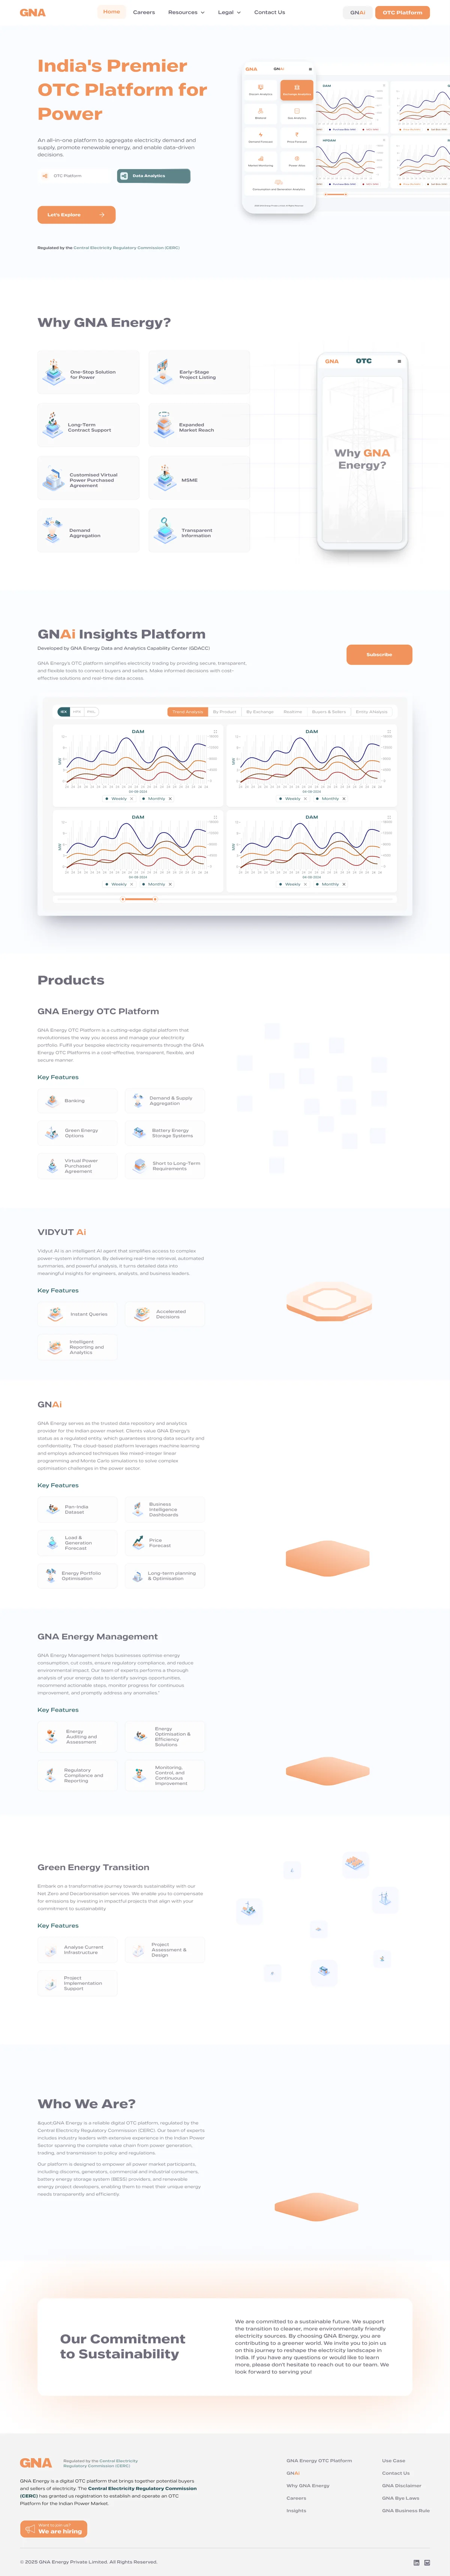 GNA
Home
Careers
Resources
Legal
Contact Us
GNAi
OTC Platform
India's Premier
OTC Platform for
Power
An all-in-one platform to aggregate electricity demand and
supply, promote renewable energy, and enable data-driven
decisions.
OTC Platform
Data Analytics
Let's Explore
Regulated by the Central Electricity Regulatory Commission (CERC)
GNA
GNAi
DAM
Why GNA Energy?
One-Stop Solution
for Power
Early-Stage
Project Listing
Long-Term
Contract Support
Expanded
Market Reach
Customised Virtual
Power Purchased
Agreement
MSME
Demand
Aggregation
Transparent
Information
GNA
OTC
Why GNA
Energy?
GNAi Insights Platform
Developed by GNA Energy Data and Analytics Capability Center (GDACC)
GNA Energy's OTC platform simplifies electricity trading by providing secure, transparent,
and flexible tools to connect buyers and sellers. Make informed decisions with cost-
effective solutions and real-time data access.
Subscribe
IEX
Trend Analysis
By Product
By Exchange
Realtime
Buyers & Sellers
Entity Analysis
DAM
Weekly
Monthly
DAM
Weekly
Monthly
DAM
Weekly
Monthly
DAM
Weekly
Monthly
Products
GNA Energy OTC Platform
GNA Energy OTC Platform is a cutting-edge digital platform that
revolutionises the way you access and manage your electricity
portfolio. Fulfill your bespoke electricity requirements through the GNA
Energy OTC Platforms in a cost-effective, transparent, flexible, and
secure manner
Key Features
Banking
Demand & Supply
Aggregation
Green Energy
Options
Battery Energy
Storage Systems
Virtual Power
Purchased
Agreement
Short to Long-Term
Requirements
VIDYUT Ai
Vidyut AI is an intelligent AI agent that simplifies access to complex
power-system information. By delivering real-time retrieval, automated
summaries, and powerful analysis, it turns detailed data into
meaningful insights for engineers, analysts, and business leaders.
Key Features
Instant Queries
Accelerated
Decisions
Intelligent
Reporting and
Analytics
GNAi
GNA Energy serves as the trusted data repository and analytics
provider for the Indian power market. Clients value GNA Energy's
status as a regulated entity, which guarantees strong data security and
confidentiality. The cloud-based platform leverages machine learning
and employs advanced techniques like mixed-integer linear
programming and Monte Carlo simulations to solve complex
optimisation challenges in the power sector.
Key Features
Pan-India
Dataset
Business
Intelligence
Dashboards
Load &
Generation
Forecast
Price
Forecast
Energy Portfolio
Optimisation
Long-term planning
& Optimisation
GNA Energy Management
GNA Energy Management helps businesses optimise energy
consumption, cut costs, ensure regulatory compliance, and reduce
environmental impact. Our team of experts performs a thorough
analysis of your energy data to identify savings opportunities,
recommend actionable steps, monitor progress for continuous
improvement, and promptly address any anomalies."
Key Features
Energy
Auditing and
Assessment
Energy
Optimisation &
Efficiency
Solutions
Regulatory
Compliance and
Reporting
Monitoring,
Control, and
Continuous
Improvement
Green Energy Transition
Embark on a transformative journey towards sustainability with our
Net Zero and Decarbonisation services. We enable you to compensate
for emissions by investing in impactful projects that align with your
commitment to sustainability.
Key Features
Analyse Current
Infrastructure
Project
Assessment &
Design
Project
Implementation
Support
Who We Are?
&quot;GNA Energy is a reliable digital OTC platform, regulated by the
Central Electricity Regulatory Commission (CERC). Our team of experts
includes industry leaders with extensive experience in the Indian Power
Sector spanning the complete value chain from power generation,
trading, and transmission to policy and regulations.
Our platform is designed to empower all power market participants,
including discoms, generators, commercial and industrial consumers,
battery energy storage system (BESS) providers, and renewable
energy project developers, enabling them to meet their unique energy
needs transparently and efficiently.
Our Commitment
to Sustainability
We are committed to a sustainable future. We support
the transition to cleaner, more environmentally friendly
electricity sources. By choosing GNA Energy, you are
contributing to a greener world. We invite you to join us
on this journey to reshape the electricity landscape in
India. If you have any questions or would like to learn
more, please don't hesitate to reach out to our team. We
look forward to serving you!
GNA
Regulated by the Central Electricity
Regulatory Commission (CERC)
GNA Energy is a digital OTC platform that brings together potential buyers
and sellers of electricity. The Central Electricity Regulatory Commission
(CERC) has granted us registration to establish and operate an OTC
Platform for the Indian Power Market.
Want to join us?
We are hiring
GNA Energy OTC Platform
GNAi
Why GNA Energy
Careers
Insights
Use Case
Contact Us
GNA Disclaimer
GNA Bye Laws
GNA Business Rule
© 2025 GNA Energy Private Limited. All Rights Reserved.